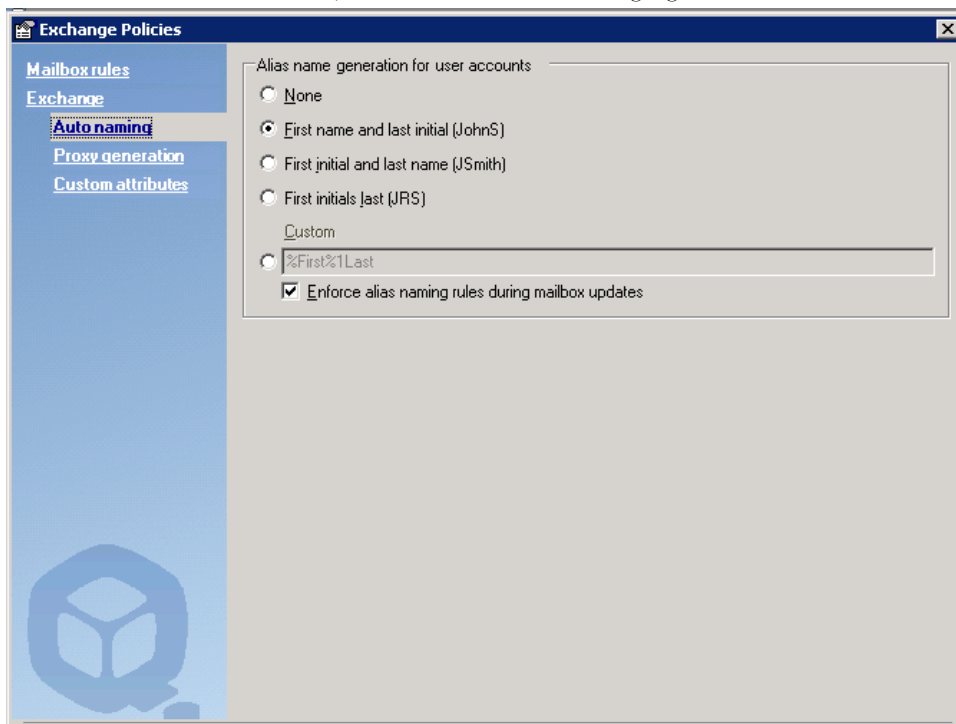 Exchange Policies
Mailbox rules
Exchange
Auto naming
Proxy generation
Custom attributes
Alias name generation for user accounts
None
First name and last initial (JohnS)
First initial and last name (JSmith)
First initials last (JRS)
Custom
%First%1Last
Enforce alias naming rules during mailbox updates